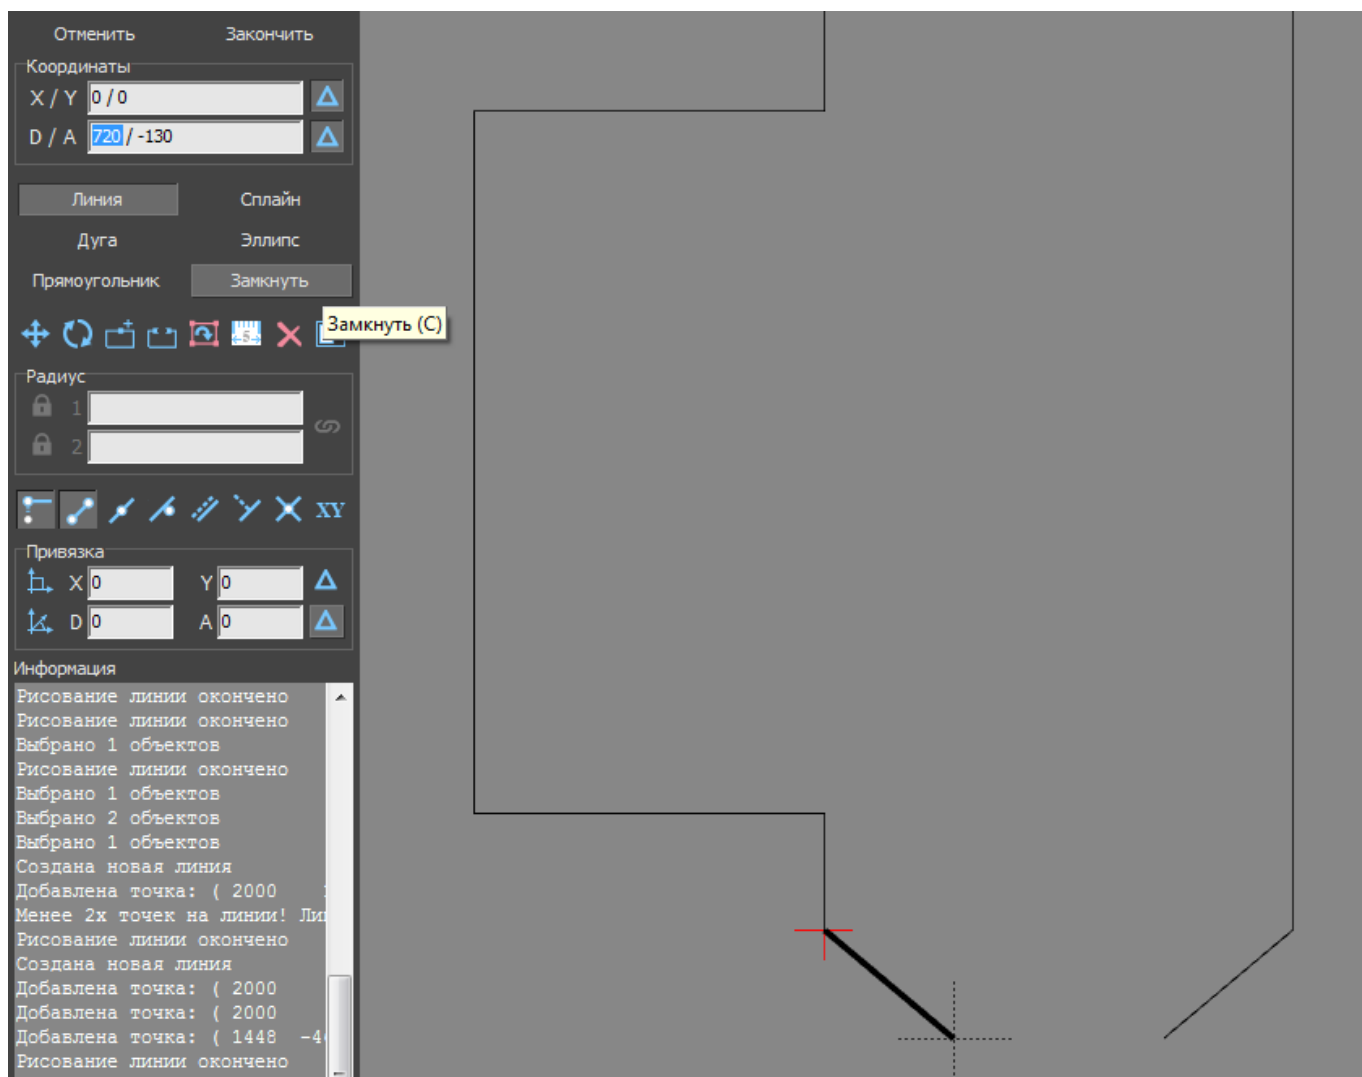 Отменить Закончить
Координаты
X / Y 0 / 0
D / A 720 / -130
Линия Сплайн
Дуга Эллипс
Прямоугольник Замкнуть
Замкнуть (C)
5
Радиус
1
2
XY
Привязка
X 0 Y 0
D 0 A 0
Информация
Рисование линии окончено
Рисование линии окончено
Выбрано 1 объектов
Рисование линии окончено
Выбрано 1 объектов
Выбрано 2 объектов
Выбрано 1 объектов
Создана новая линия
Добавлена точка: ( 2000
Менее 2х точек на линии!
Рисование линии окончено
Создана новая линия
Добавлена точка: ( 2000
Добавлена точка: ( 2000
Добавлена точка: ( 1448 -4
Рисование линии окончено